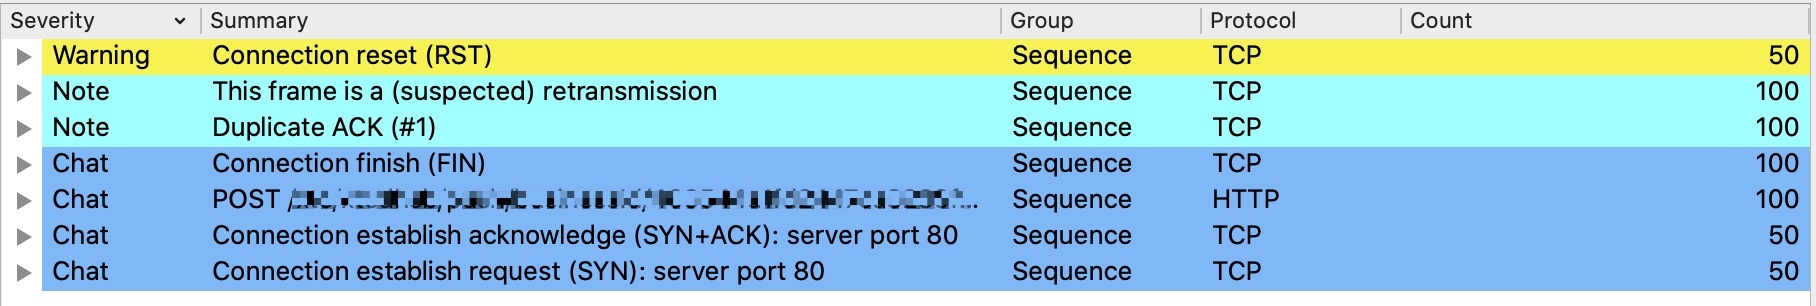 Severity Summary Group Protocol Count
Warning Connection reset (RST) Sequence TCP 50
Note This frame is a (suspected) retransmission Sequence TCP 100
Note Duplicate ACK (#1) Sequence TCP 100
Chat Connection finish (FIN) Sequence TCP 100
Chat POST / ... Sequence HTTP 100
Chat Connection establish acknowledge (SYN+ACK): server port 80 Sequence TCP 50
Chat Connection establish request (SYN): server port 80 Sequence TCP 50